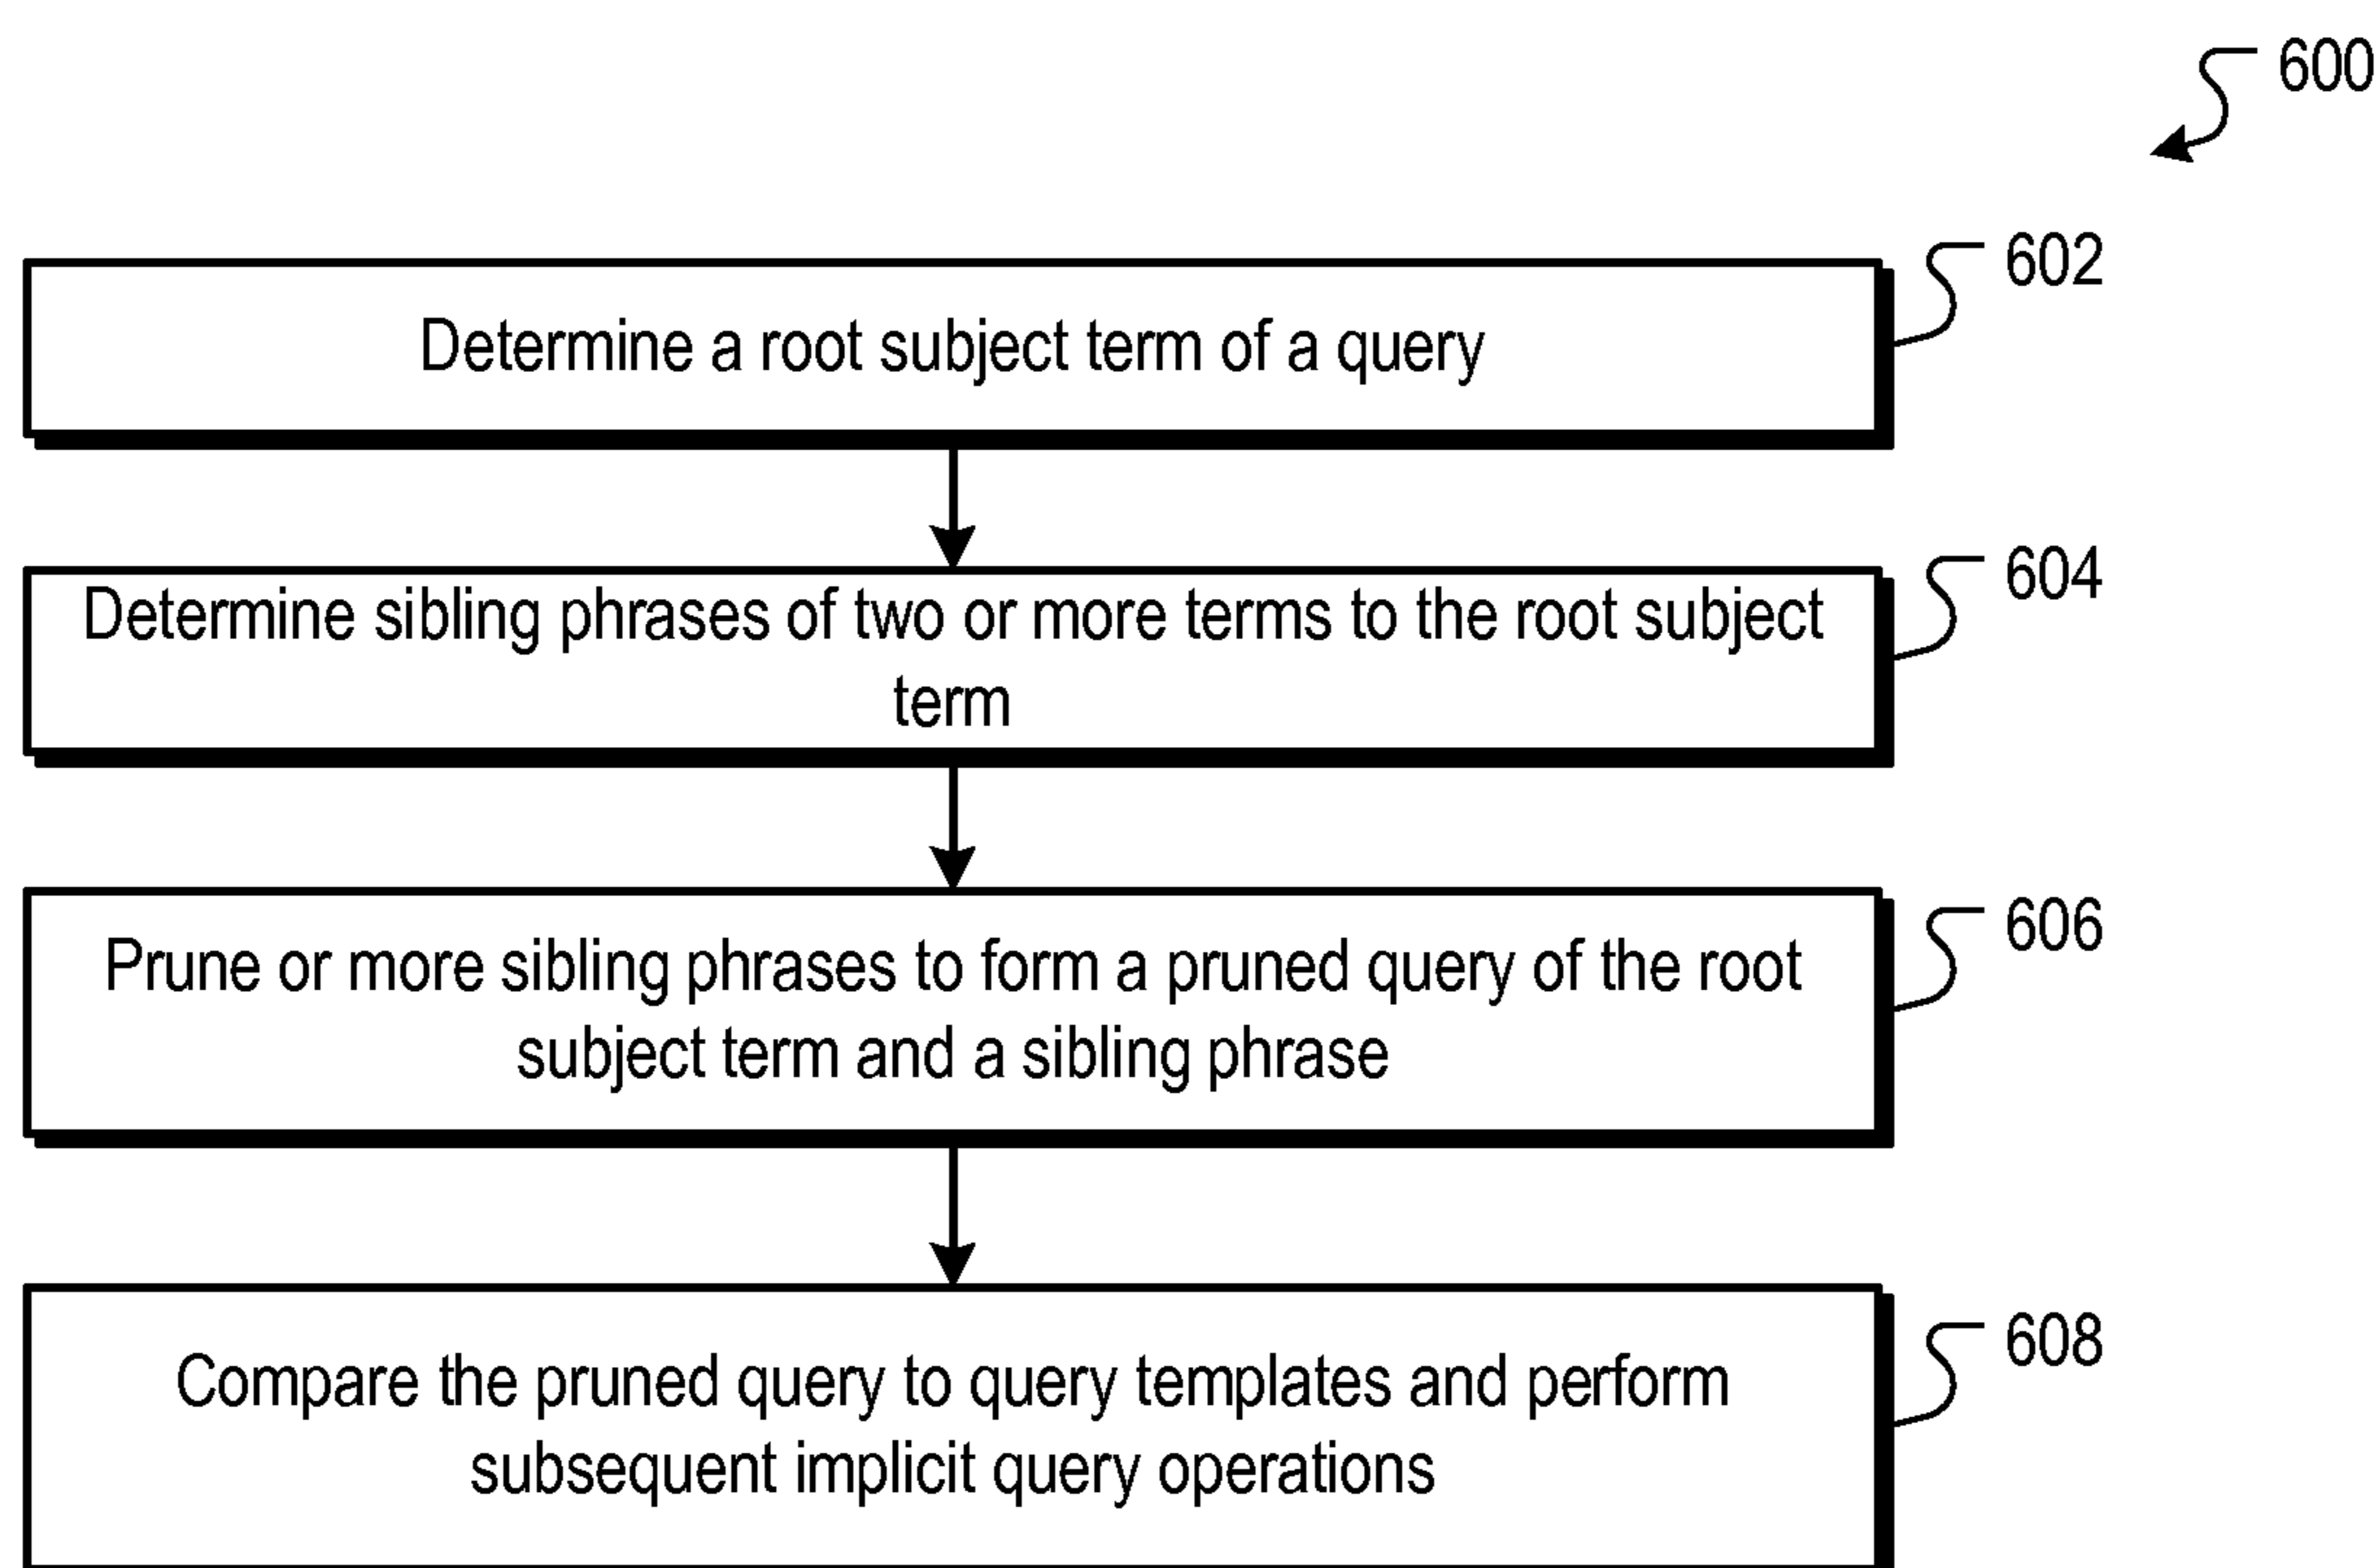 600
602
Determine a root subject term of a query
604
Determine sibling phrases of two or more terms to the root subject
term
606
Prune or more sibling phrases to form a pruned query of the root
subject term and a sibling phrase
608
Compare the pruned query to query templates and perform
subsequent implicit query operations